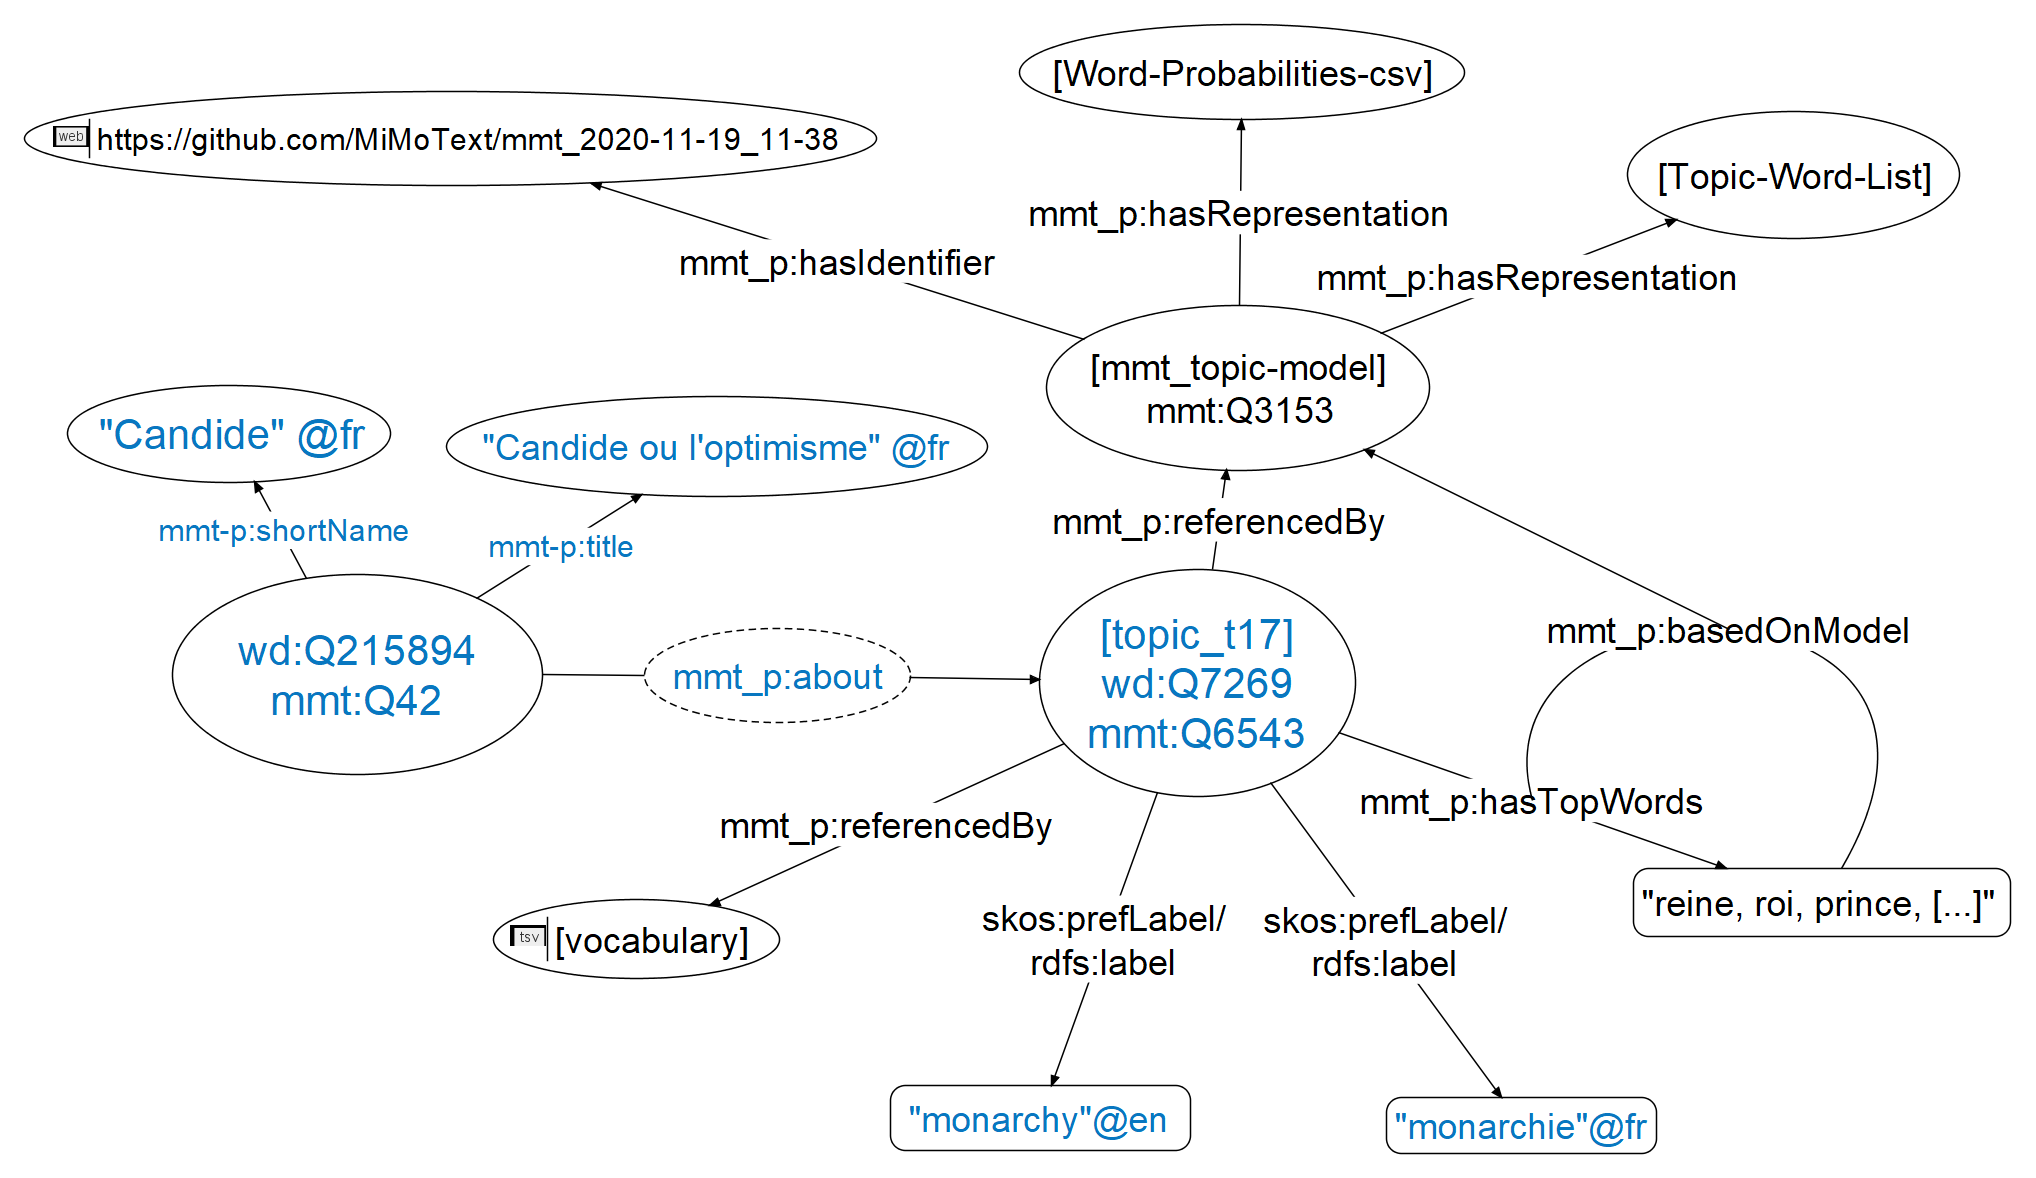 [Word-Probabilities-csv]
web
https://github.com/MiMoText/mmt_2020-11-19_11-38
[Topic-Word-List]
mmt_p:hasRepresentation
mmt_p:hasIdentifier
mmt_p:hasRepresentation
[mmt_topic-model]
mmt:Q3153
"Candide" @fr
"Candide ou l'optimisme" @fr
mmt-p:shortName
mmt-p:title
mmt_p:referencedBy
wd:Q215894
mmt:Q42
mmt_p:about
[topic_t17]
wd:Q7269
mmt:Q6543
mmt_p:basedOnModel
mmt_p:hasTopWords
mmt_p:referencedBy
"reine, roi, prince, [...]"
tsv
[vocabulary]
skos:prefLabel/
rdfs:label
skos:prefLabel/
rdfs:label
"monarchy"@en
"monarchie"@fr